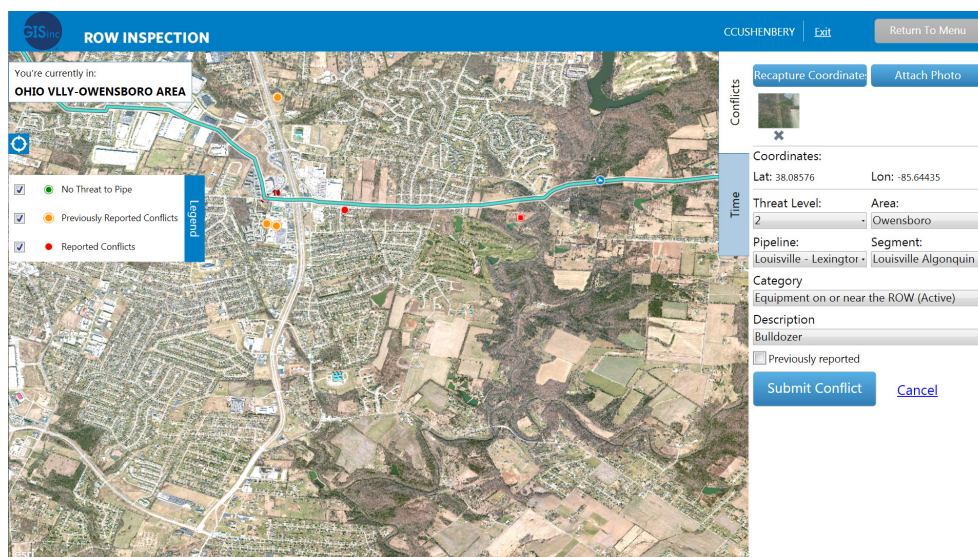 GISinc
ROW INSPECTION
CCUSHENBERY
Exit
Return To Menu
You're currently in:
OHIO VLLY-OWENSBORO AREA
No Threat to Pipe
Previously Reported Conflicts
Reported Conflicts
Legend
Conflicts
Time
Recapture Coordinate
Attach Photo
Coordinates:
Lat: 38.08576 Lon: -85.64435
Threat Level: Area:
2 Owensboro
Pipeline: Segment:
Louisville - Lexingtor Louisville Algonquin
Category
Equipment on or near the ROW (Active)
Description
Bulldozer
Previously reported
Submit Conflict
Cancel
esri